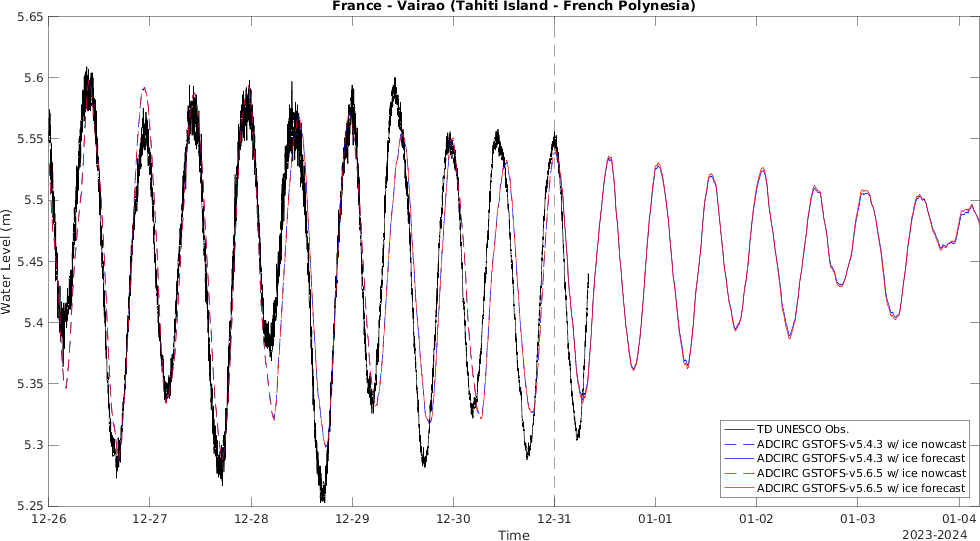 France - Vairao (Tahiti Island - French Polynesia)
5.65
5.6
5.55
5.5
5.45
5.4
5.35
5.3
5.25
Water Level (m)
12-26 12-27 12-28 12-29 12-30 12-31 01-01 01-02 01-03 01-04
Time
2023-2024
TD UNESCO Obs.
ADCIRC GSTOFS-v5.4.3 w/ ice nowcast
ADCIRC GSTOFS-v5.4.3 w/ ice forecast
ADCIRC GSTOFS-v5.6.5 w/ ice nowcast
ADCIRC GSTOFS-v5.6.5 w/ ice forecast